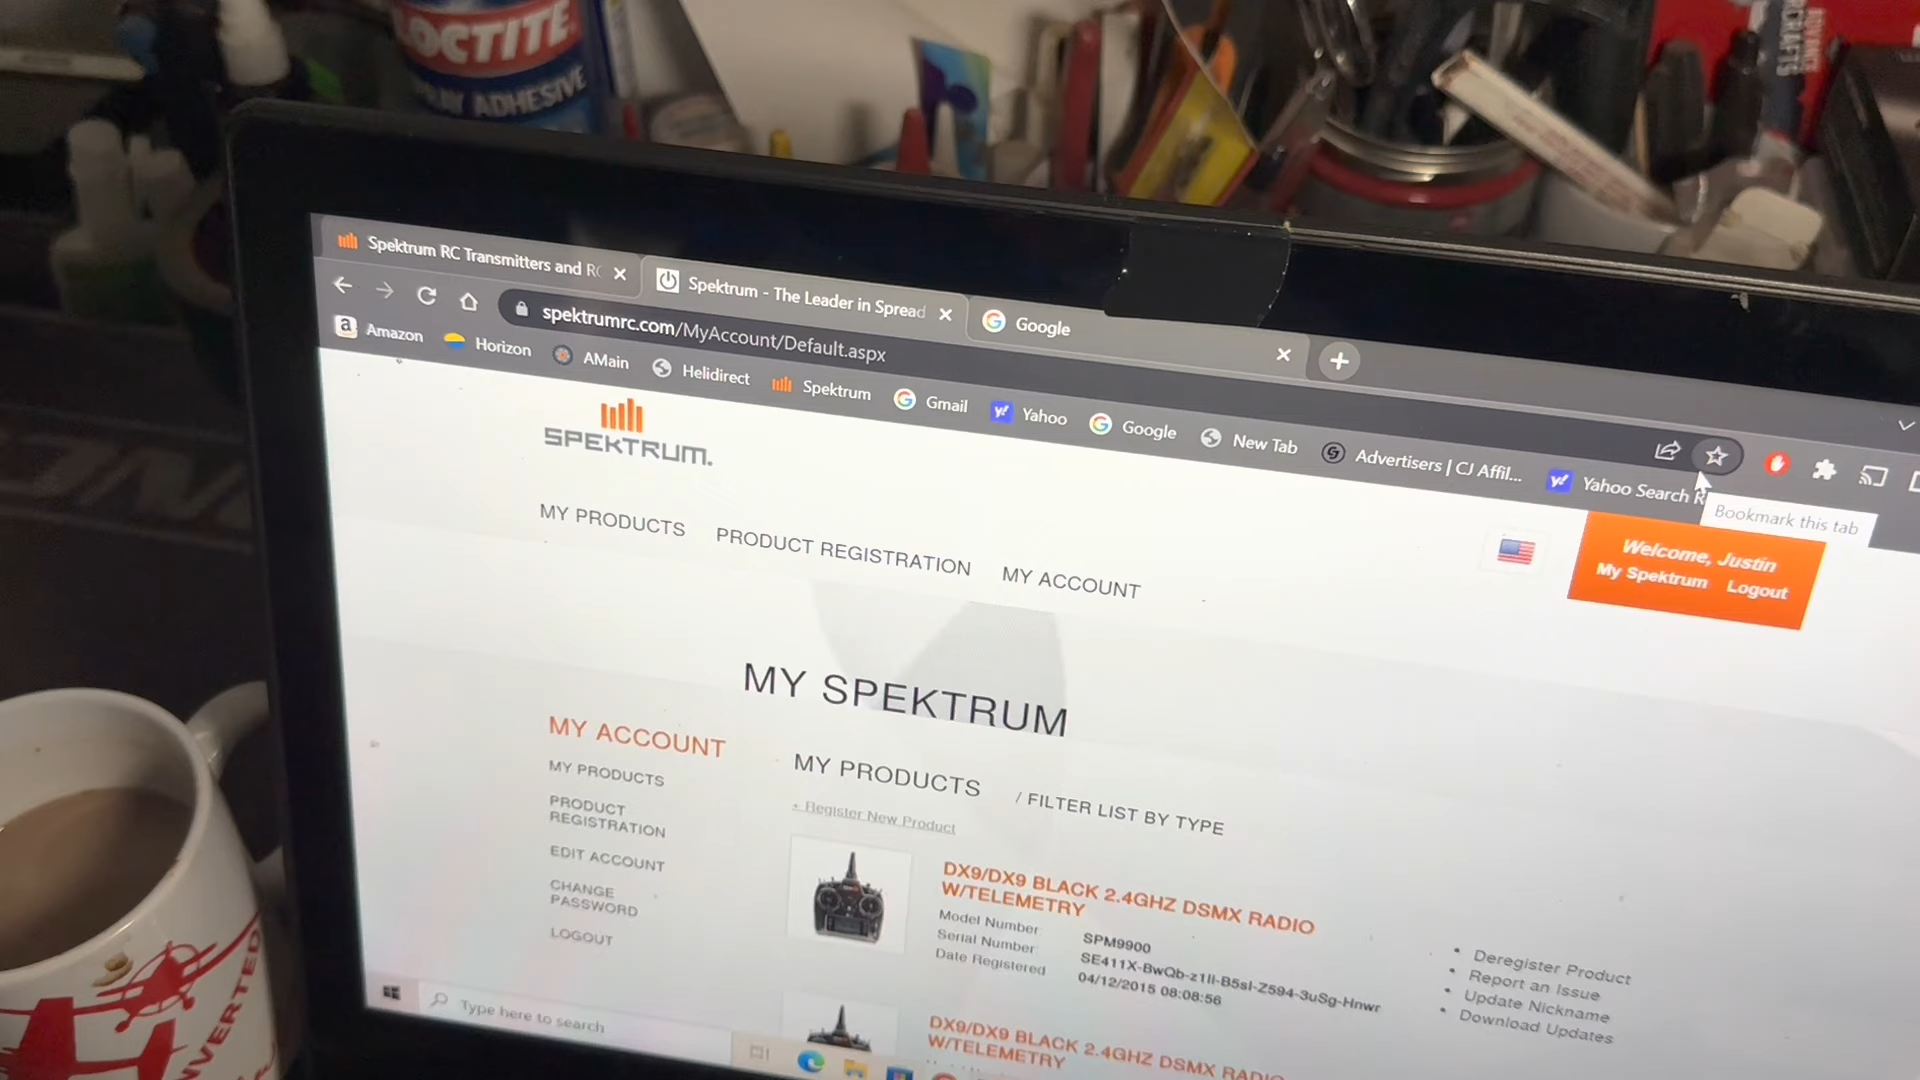 LOCTITE
ADHESIVE
Spektrum RC Transmitters and RC
Spektrum - The Leader in Spread
Google
spektrumrc.com/MyAccount/Default.aspx
Amazon
Horizon
AMain
Helidirect
Spektrum
Gmail
Yahoo
Google
New Tab
Advertisers | CJ Affil...
Yahoo Search R
Bookmark this tab
SPEKTRUM.
MY PRODUCTS
PRODUCT REGISTRATION
MY ACCOUNT
Welcome, Justin
My Spektrum Logout
MY SPEKTRUM
MY ACCOUNT
MY PRODUCTS
PRODUCT
REGISTRATION
EDIT ACCOUNT
CHANGE
PASSWORD
LOGOUT
MY PRODUCTS
/ FILTER LIST BY TYPE
+ Register New Product
DX9/DX9 BLACK 2.4GHZ DSMX RADIO
W/TELEMETRY
Model Number SPM9900
Serial Number SE411X-BwQb-z1li-B5sl-Z594-3uSg-Hnwr
Date Registered 04/12/2015 08:08:56
• Deregister Product
• Report an Issue
• Update Nickname
• Download Updates
DX9/DX9 BLACK 2.4GHZ DSMX RADIO
W/TELEMETRY
Type here to search
NVERTED